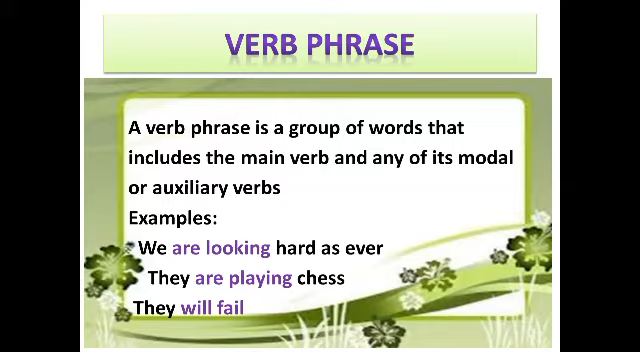 VERB PHRASE
A verb phrase is a group of words that
includes the main verb and any of its modal
or auxiliary verbs
Examples:
We are looking hard as ever
They are playing chess
They will fail